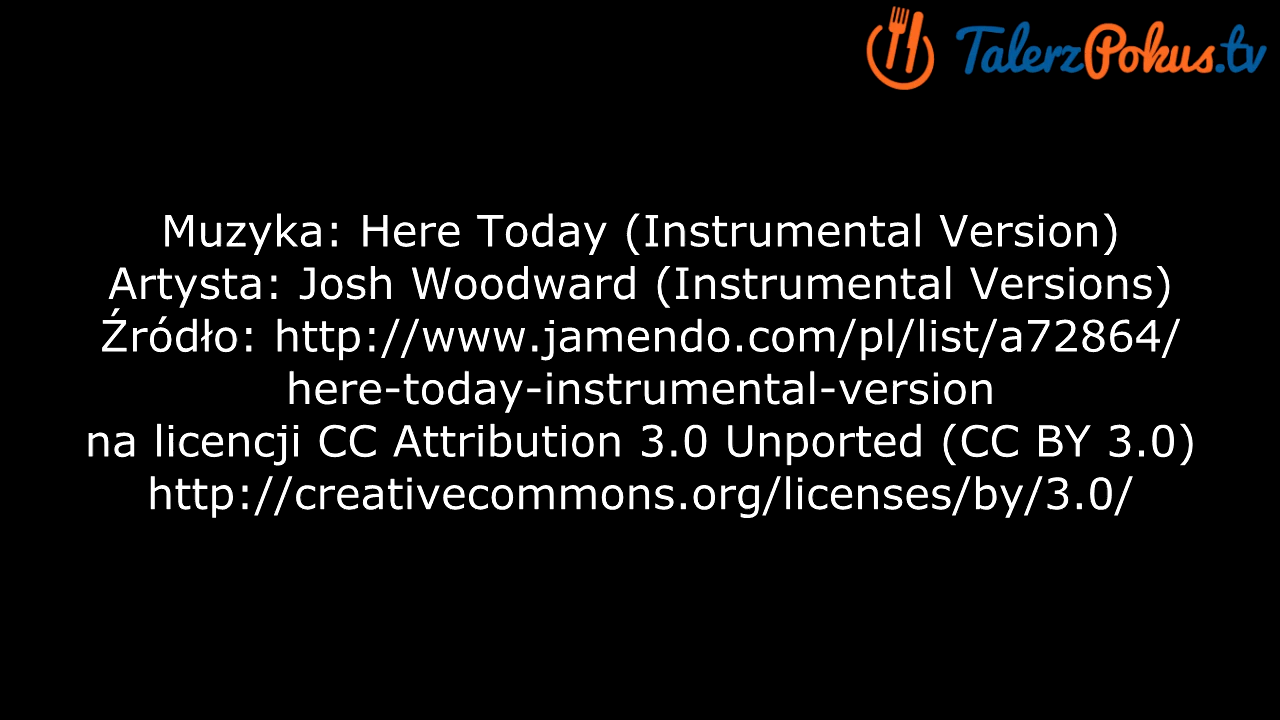 TalerzPokus.tv
Muzyka: Here Today (Instrumental Version)
Artysta: Josh Woodward (Instrumental Versions)
Źródło: http://www.jamendo.com/pl/list/a72864/
here-today-instrumental-version
na licencji CC Attribution 3.0 Unported (CC BY 3.0)
http://creativecommons.org/licenses/by/3.0/